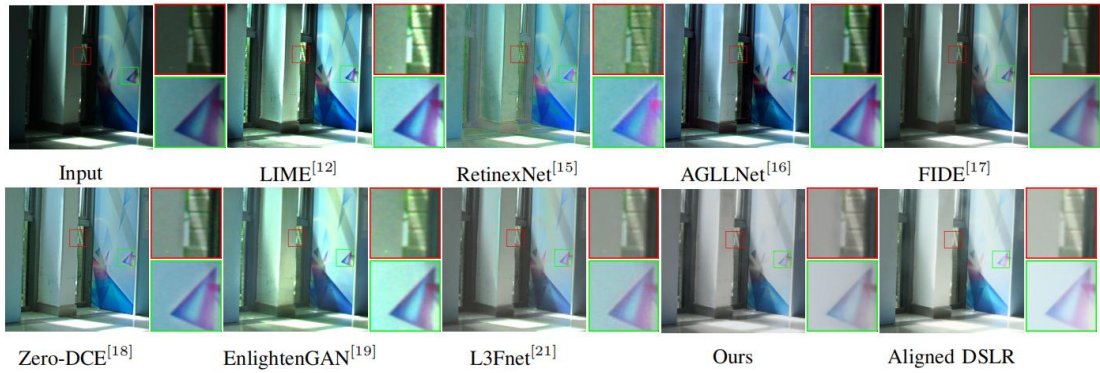 Input LIME[12] RetinexNet[15] AGLLNet[16] FIDE[17]
Zero-DCE[18] EnlightenGAN[19] L3Fnet[21] Ours Aligned DSLR